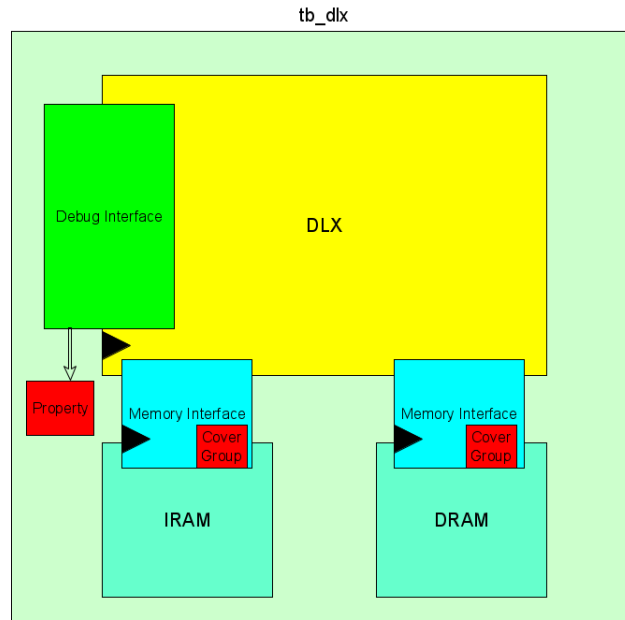 tb_dlx
Debug Interface
DLX
Property
Memory Interface
Cover
Group
IRAM
Memory Interface
Cover
Group
DRAM